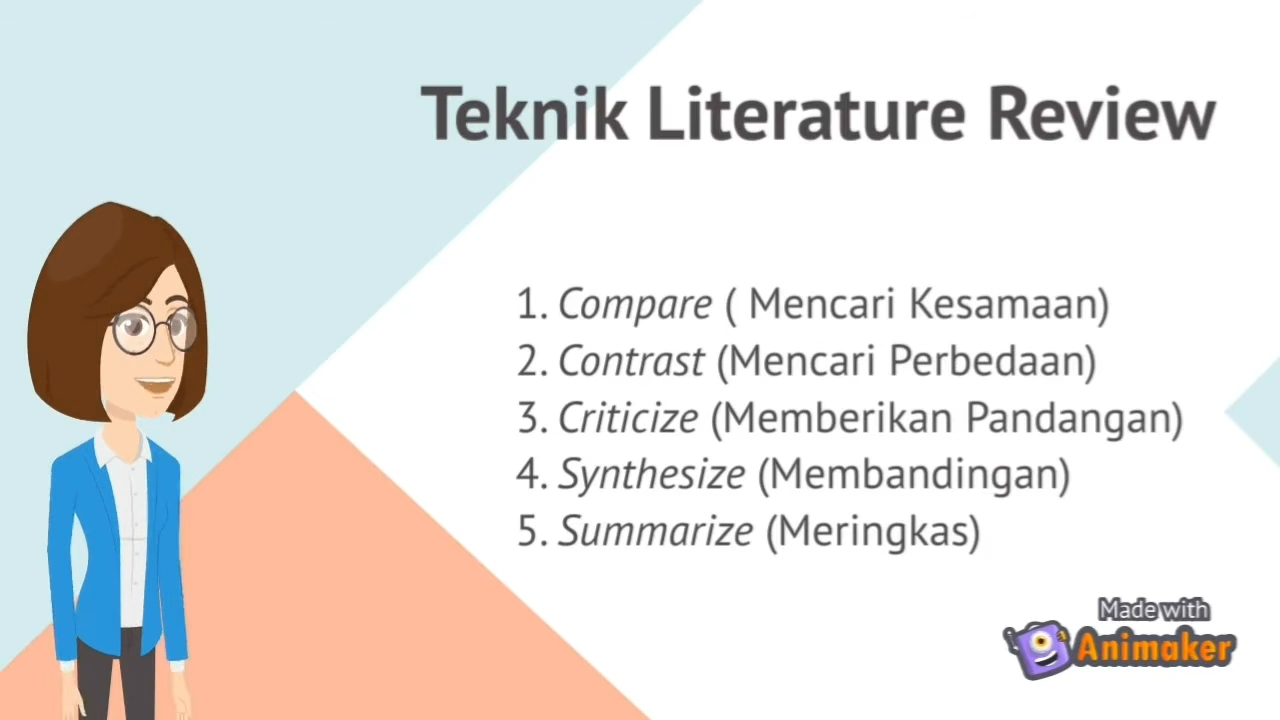 Teknik Literature Review
1. Compare ( Mencari Kesamaan)
2. Contrast (Mencari Perbedaan)
3. Criticize (Memberikan Pandangan)
4. Synthesize (Membandingan)
5. Summarize (Meringkas)
Made with
Animaker